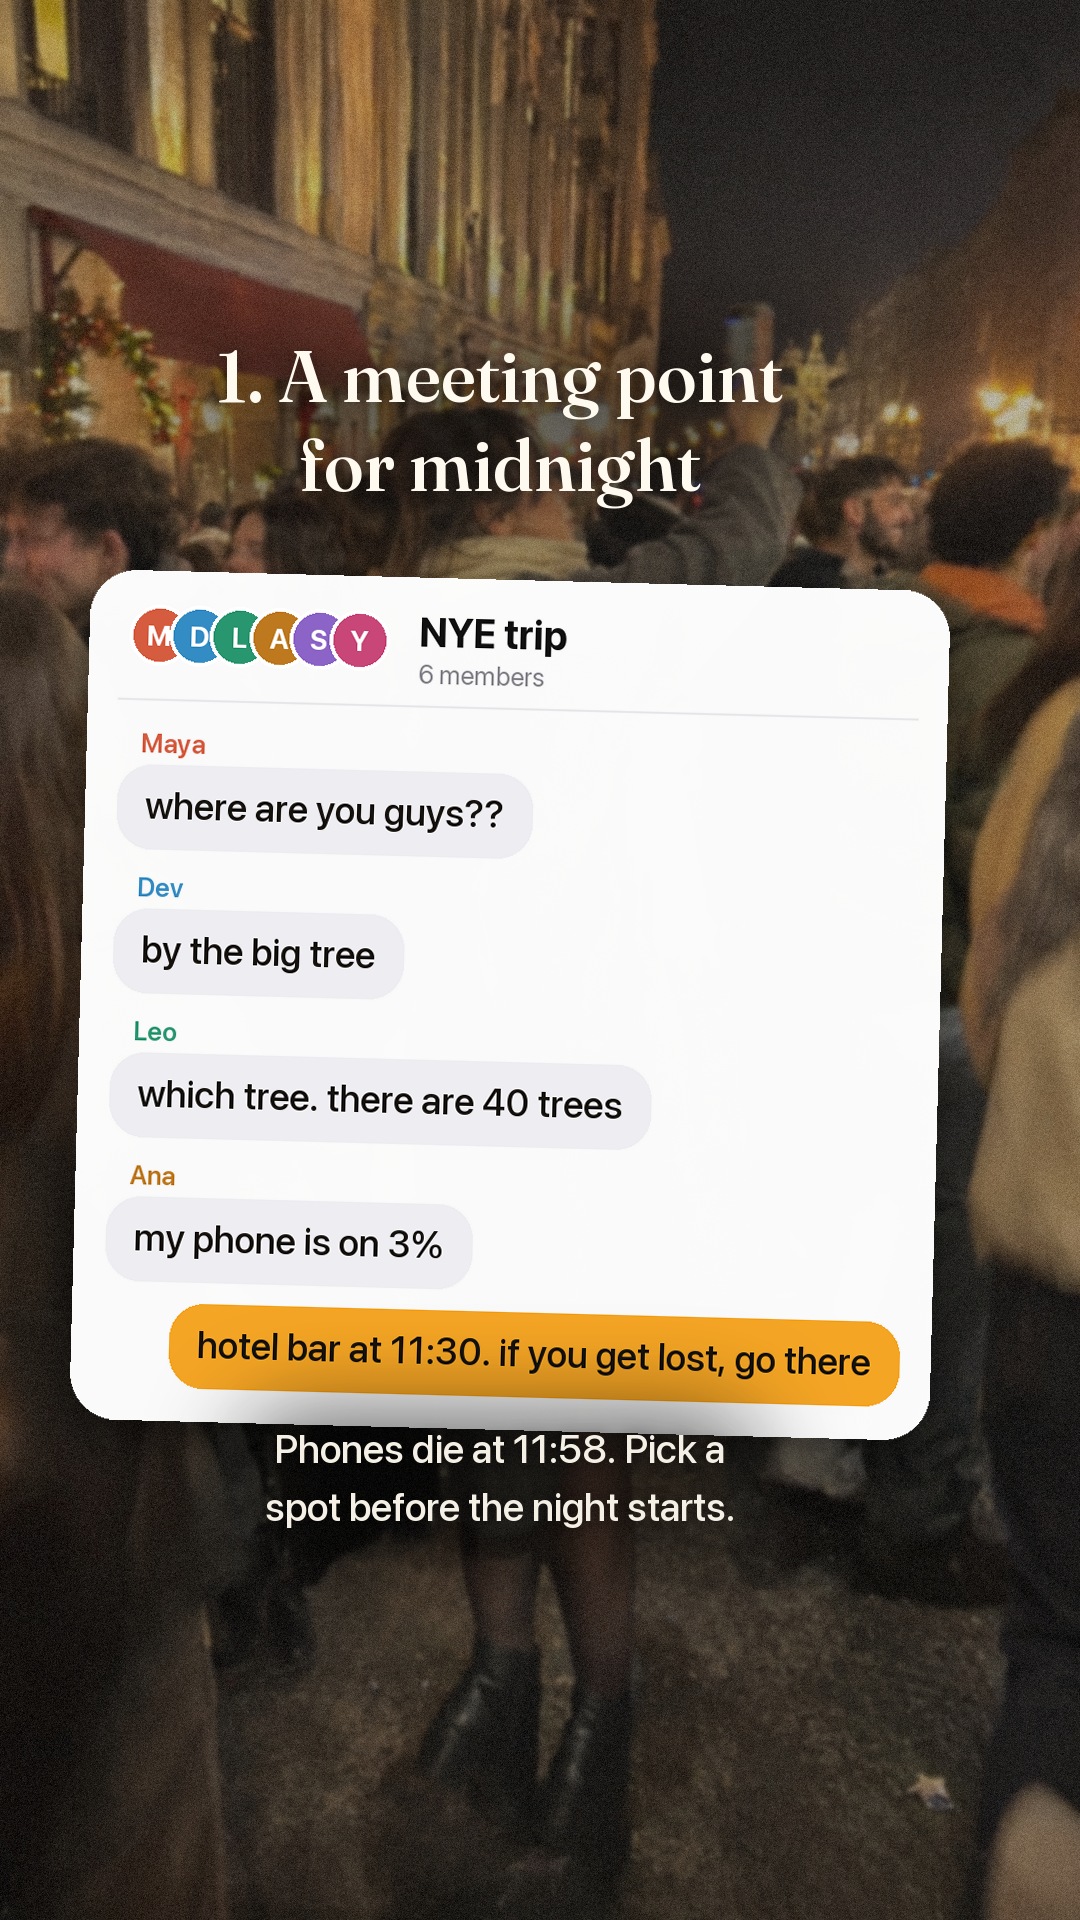 1. A meeting point
for midnight
M D L A S Y
NYE trip
6 members
Maya
where are you guys??
Dev
by the big tree
Leo
which tree. there are 40 trees
Ana
my phone is on 3%
hotel bar at 11:30. if you get lost, go there
Phones die at 11:58. Pick a
spot before the night starts.